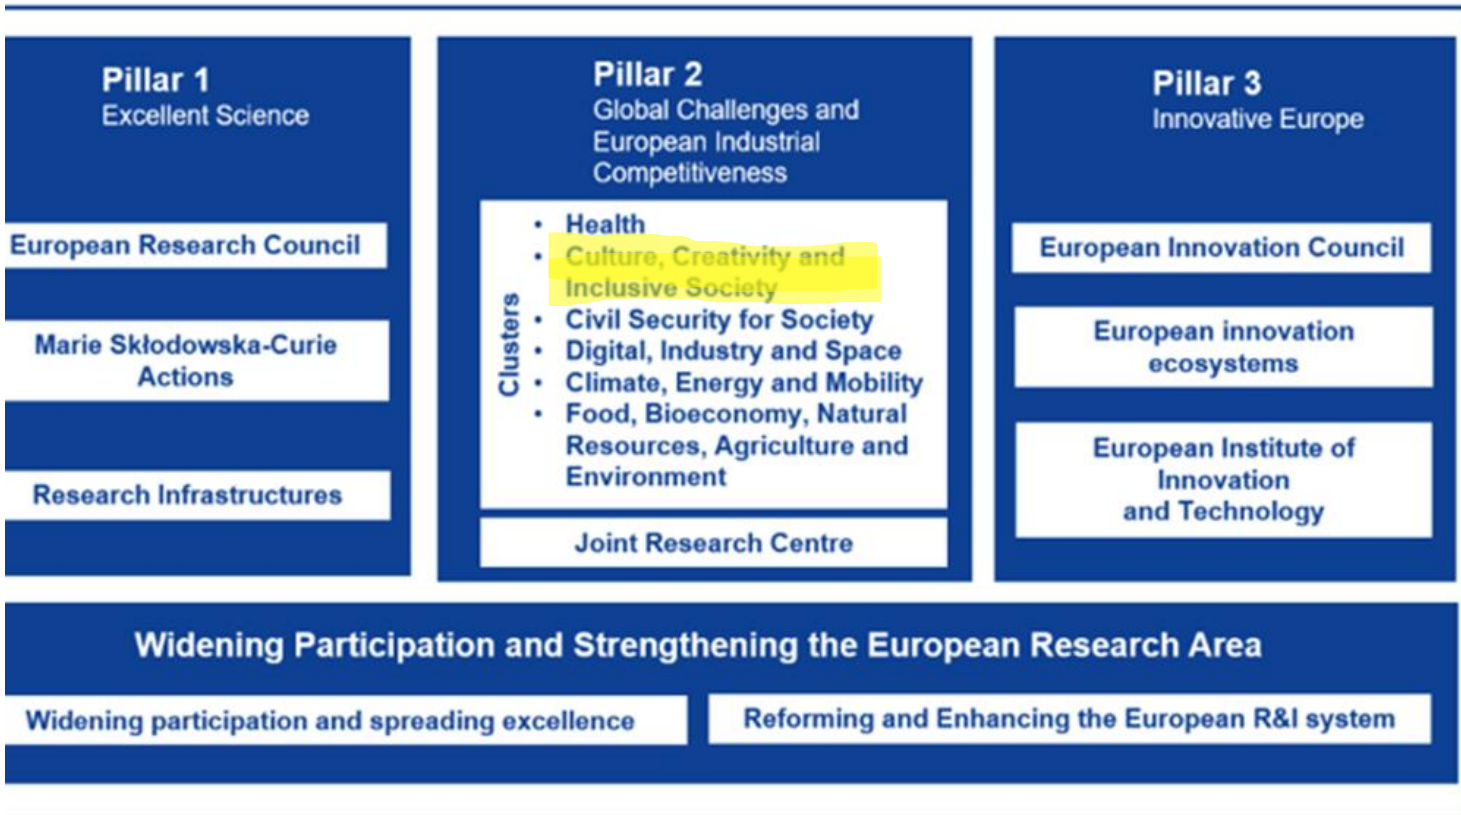 Pillar 1
Excellent Science
European Research Council
Marie Skłodowska-Curie
Actions
Research Infrastructures
Pillar 2
Global Challenges and
European Industrial
Competitiveness
Clusters
• Health
• Culture, Creativity and
Inclusive Society
• Civil Security for Society
• Digital, Industry and Space
• Climate, Energy and Mobility
• Food, Bioeconomy, Natural
Resources, Agriculture and
Environment
Joint Research Centre
Pillar 3
Innovative Europe
European Innovation Council
European innovation
ecosystems
European Institute of
Innovation
and Technology
Widening Participation and Strengthening the European Research Area
Widening participation and spreading excellence
Reforming and Enhancing the European R&I system